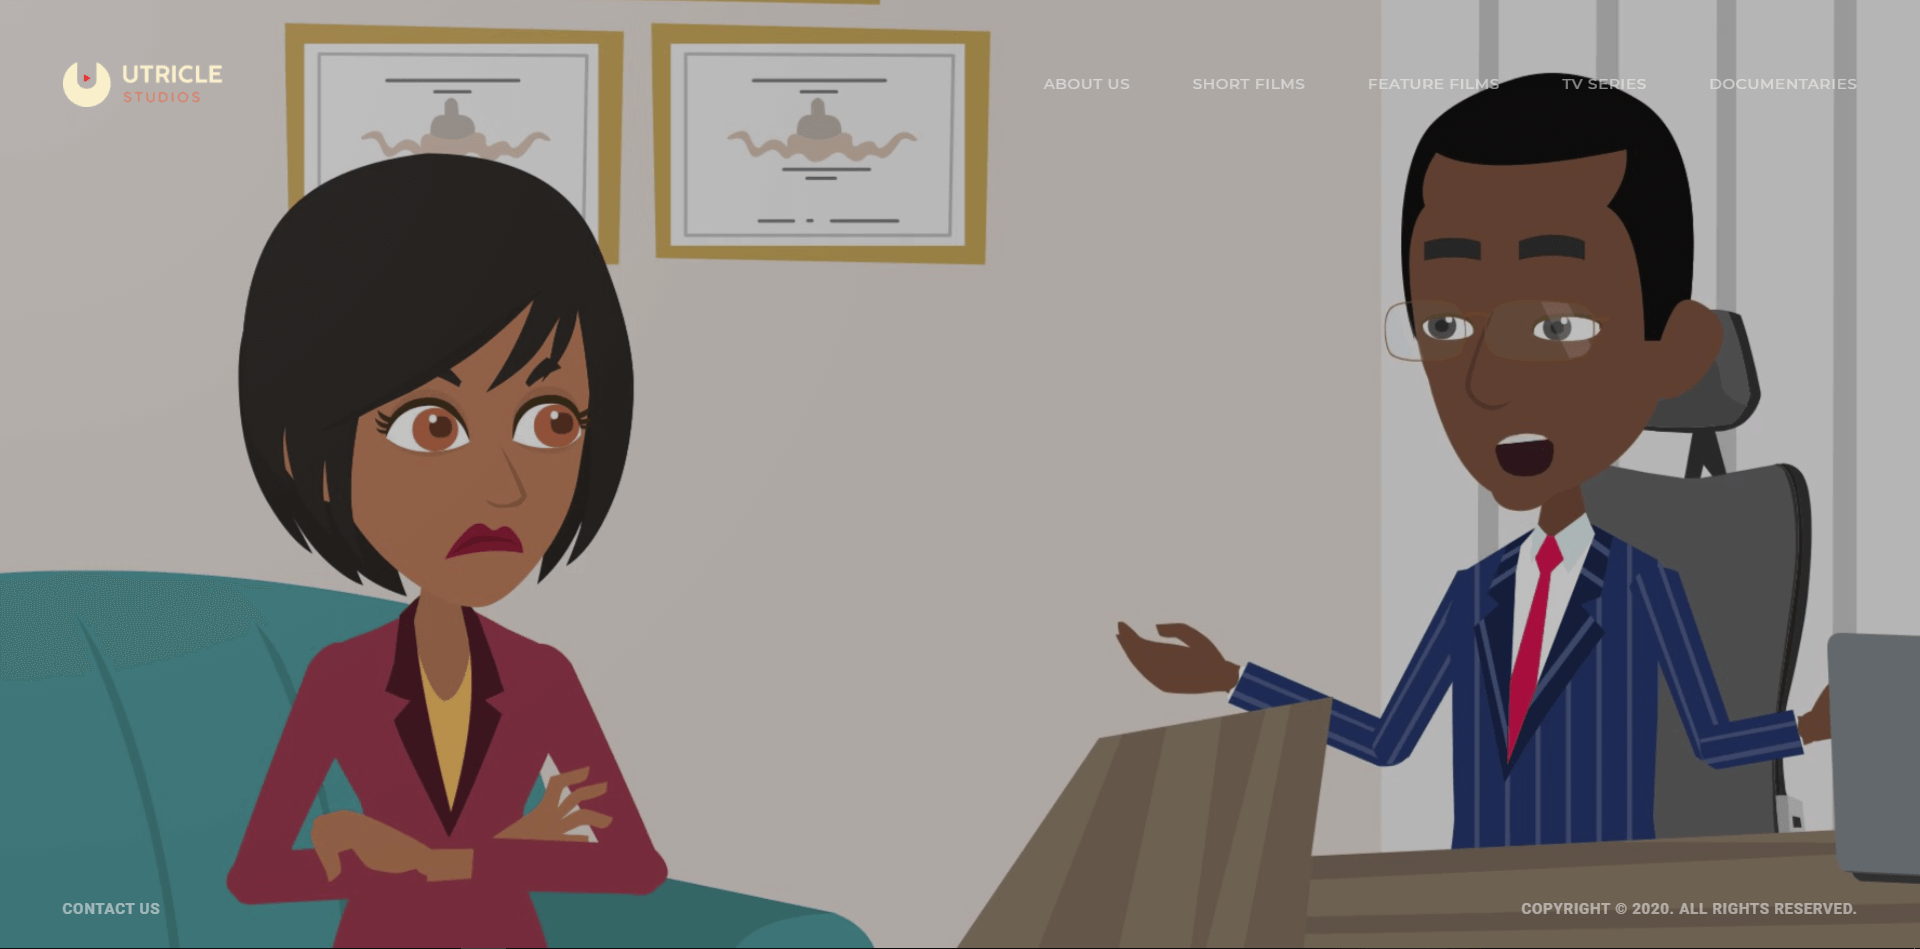 UTRICLE
STUDIOS
ABOUT US
SHORT FILMS
FEATURE FILMS
TV SERIES
DOCUMENTARIES
CONTACT US
COPYRIGHT © 2020. ALL RIGHTS RESERVED.